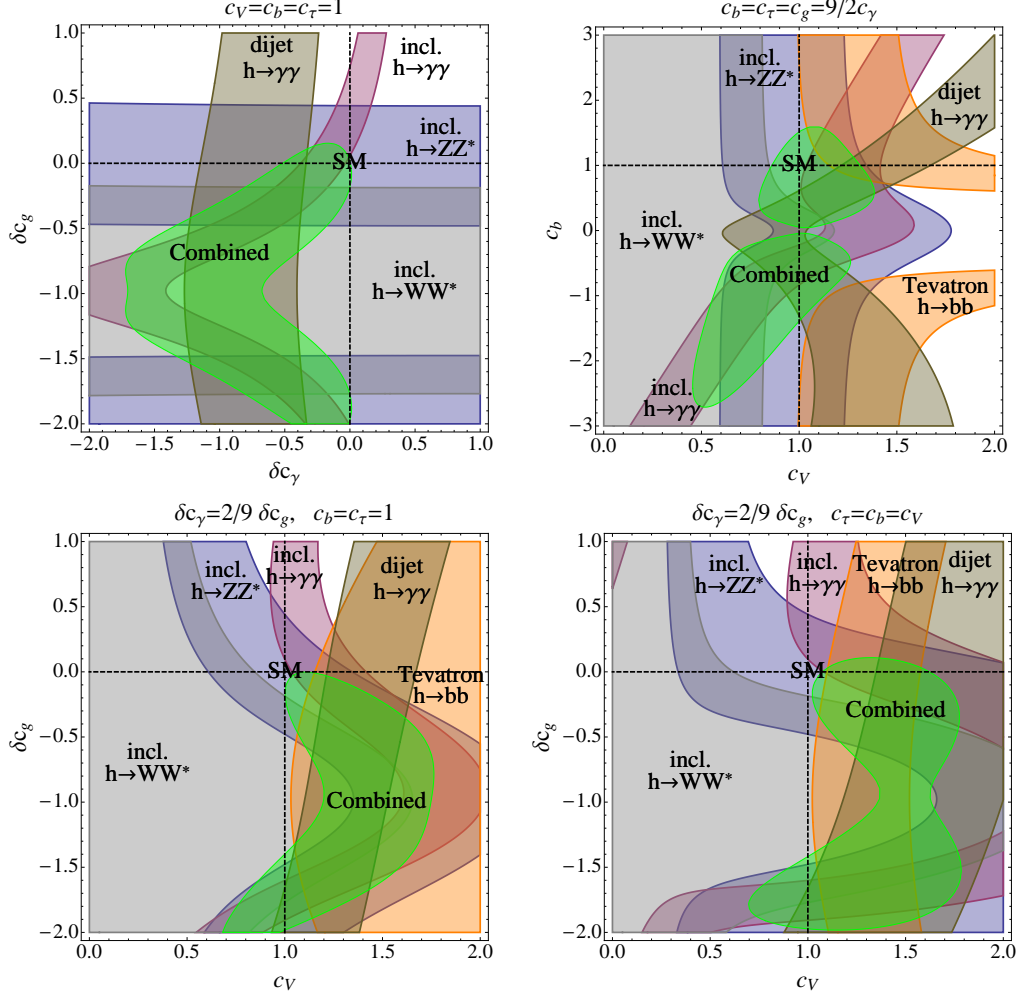 c_V=c_b=c_τ=1
1.0
0.5
0.0
−0.5
−1.0
−1.5
−2.0
δc_g
dijet
h→γγ
incl.
h→γγ
incl.
h→ZZ*
SM
Combined
incl.
h→WW*
−2.0
−1.5
−1.0
−0.5
0.0
0.5
1.0
δc_γ
c_b=c_τ=c_g=9/2c_γ
3
2
1
0
−1
−2
−3
c_b
incl.
h→ZZ*
dijet
h→γγ
SM
incl.
h→WW*
Combined
Tevatron
h→bb
incl.
h→γγ
0.0
0.5
1.0
1.5
2.0
c_V
δc_γ=2/9 δc_g, c_b=c_τ=1
1.0
0.5
0.0
−0.5
−1.0
−1.5
−2.0
δc_g
incl.
h→ZZ*
incl.
h→γγ
dijet
h→γγ
SM
Tevatron
h→bb
incl.
h→WW*
Combined
0.0
0.5
1.0
1.5
2.0
c_V
δc_γ=2/9 δc_g, c_τ=c_b=c_V
1.0
0.5
0.0
−0.5
−1.0
−1.5
−2.0
δc_g
incl.
h→ZZ*
incl.
h→γγ
Tevatron
h→bb
dijet
h→γγ
SM
Combined
incl.
h→WW*
0.0
0.5
1.0
1.5
2.0
c_V